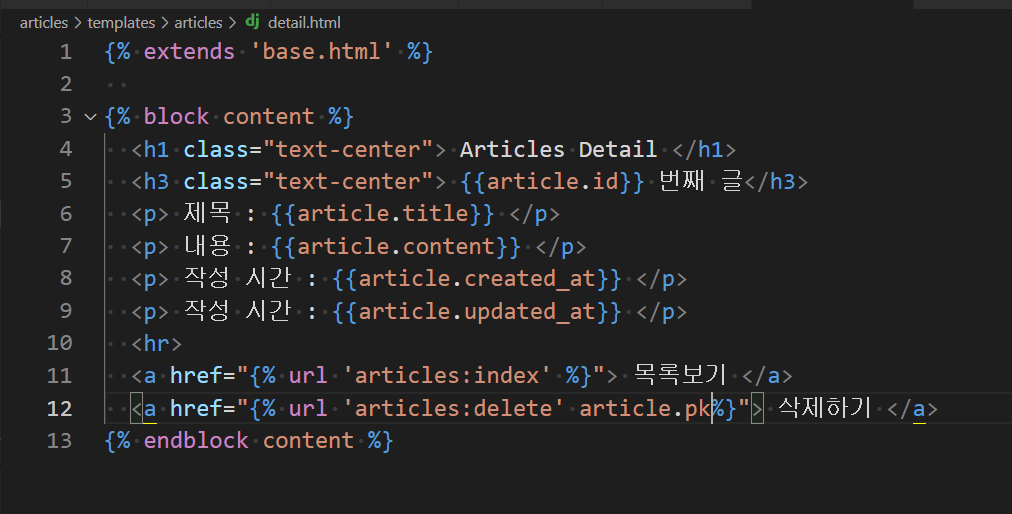 articles > templates > articles > dj detail.html
1 {% extends 'base.html' %}
2
3 {% block content %}
4 <h1 class="text-center"> Articles Detail </h1>
5 <h3 class="text-center"> {{article.id}} 번째 글</h3>
6 <p> 제목 : {{article.title}} </p>
7 <p> 내용 : {{article.content}} </p>
8 <p> 작성 시간 : {{article.created_at}} </p>
9 <p> 작성 시간 : {{article.updated_at}} </p>
10 <hr>
11 <a href="{% url 'articles:index' %}"> 목록보기 </a>
12 <a href="{% url 'articles:delete' article.pk%}"> 삭제하기 </a>
13 {% endblock content %}